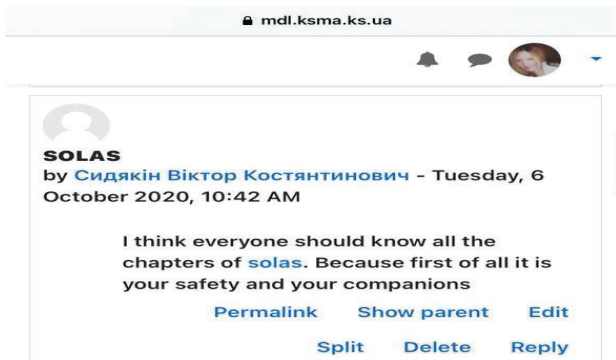 mdl.ksma.ks.ua
SOLAS
by Сидякін Віктор Костянтинович - Tuesday, 6
October 2020, 10:42 AM
I think everyone should know all the
chapters of solas. Because first of all it is
your safety and your companions
Permalink Show parent Edit
Split Delete Reply